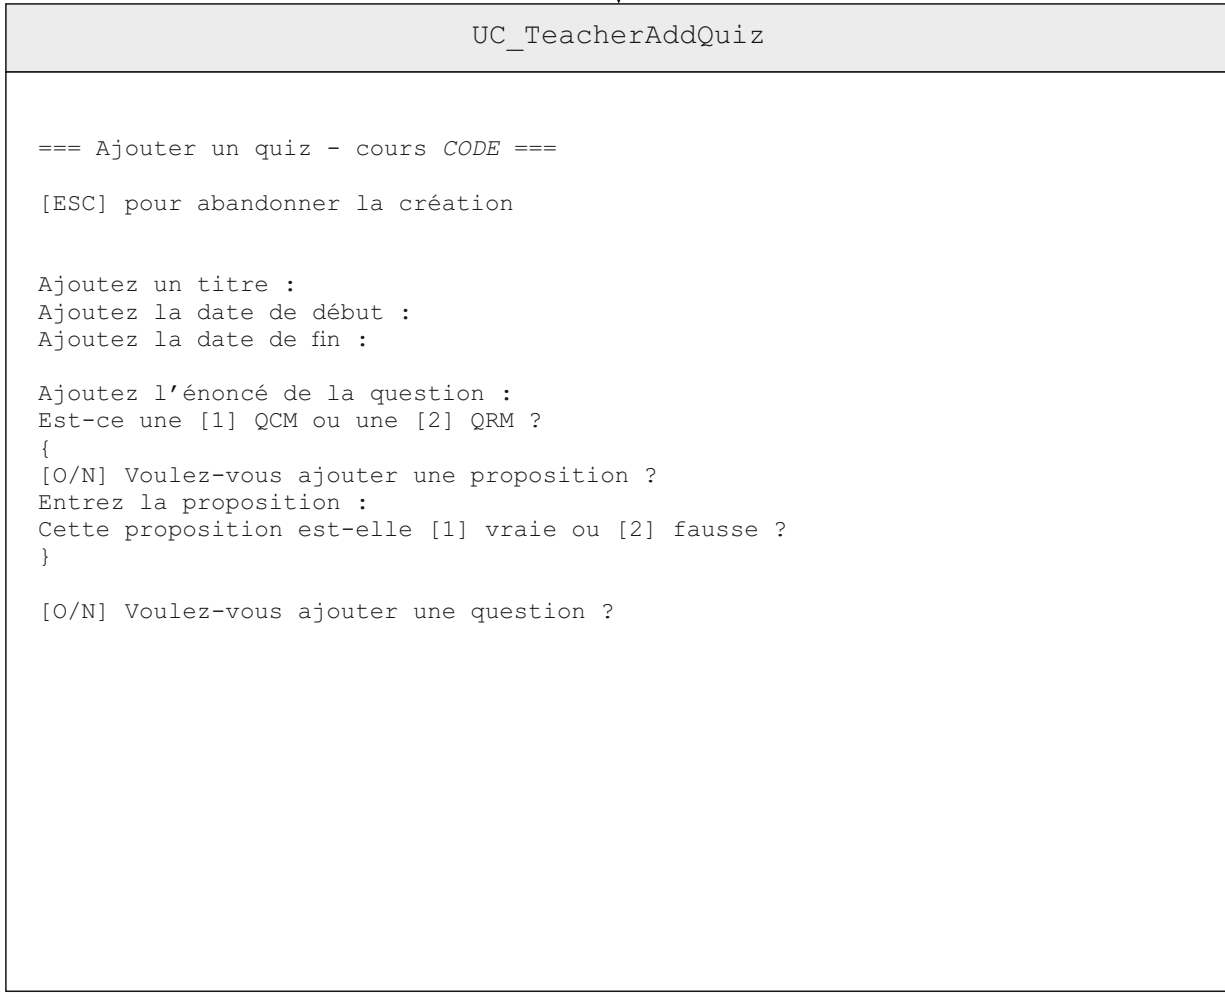 UC_TeacherAddQuiz
=== Ajouter un quiz - cours CODE ===
[ESC] pour abandonner la création
Ajoutez un titre :
Ajoutez la date de début :
Ajoutez la date de fin :
Ajoutez l'énoncé de la question :
Est-ce une [1] QCM ou une [2] QRM ?
{
[O/N] Voulez-vous ajouter une proposition ?
Entrez la proposition :
Cette proposition est-elle [1] vraie ou [2] fausse ?
}
[O/N] Voulez-vous ajouter une question ?